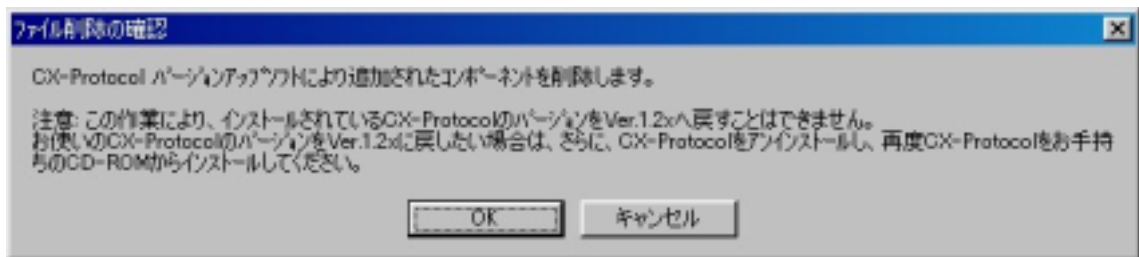 ファイル削除の確認
CX-Protocol バージョンアップソフトにより追加されたコンポーネントを削除します。
注意: この作業により、インストールされているCX-ProtocolのバージョンをVer.1.2xへ戻すことはできません。
お使いのCX-ProtocolのバージョンをVer.1.2xに戻したい場合は、さらに、CX-Protocolをアンインストールし、再度CX-Protocolをお手持
ちのCD-ROMからインストールしてください。
OK キャンセル